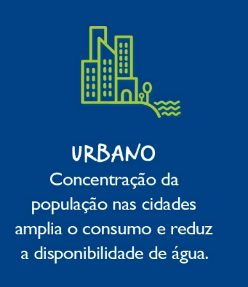 URBANO
Concentração da
população nas cidades
amplia o consumo e reduz
a disponibilidade de água.